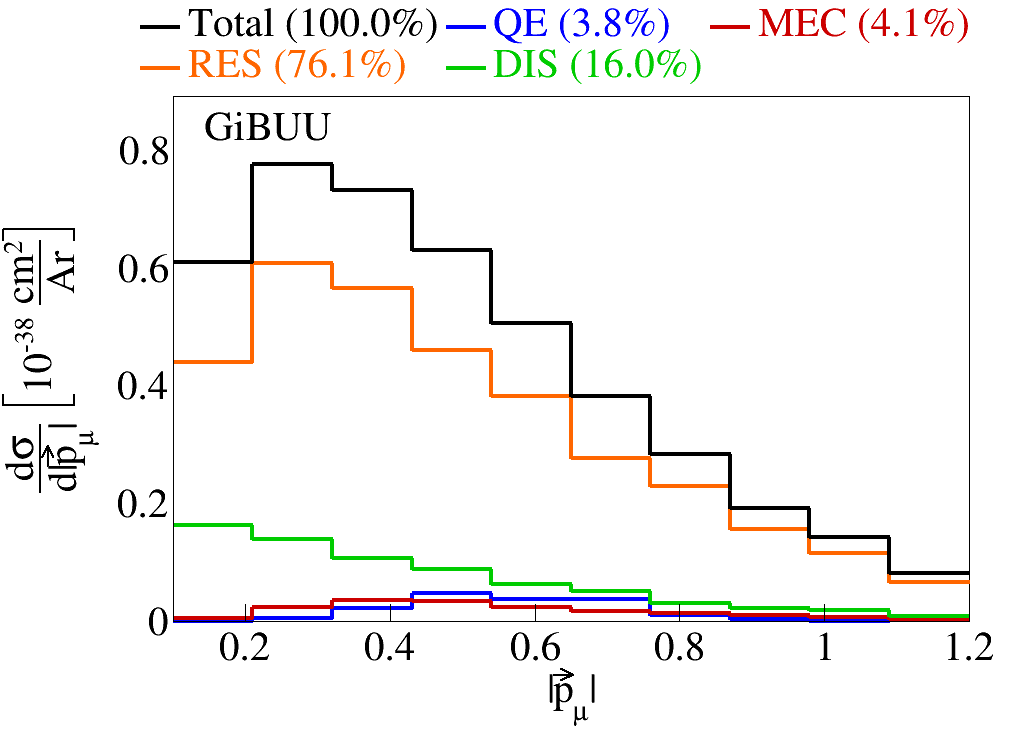 Total (100.0%) QE (3.8%) MEC (4.1%)
RES (76.1%) DIS (16.0%)
GiBUU
0.8
0.6
0.4
0.2
0
dσ/d|p⃗μ| [10⁻³⁸ cm²/Ar]
0.2 0.4 0.6 0.8 1 1.2
|p⃗μ|